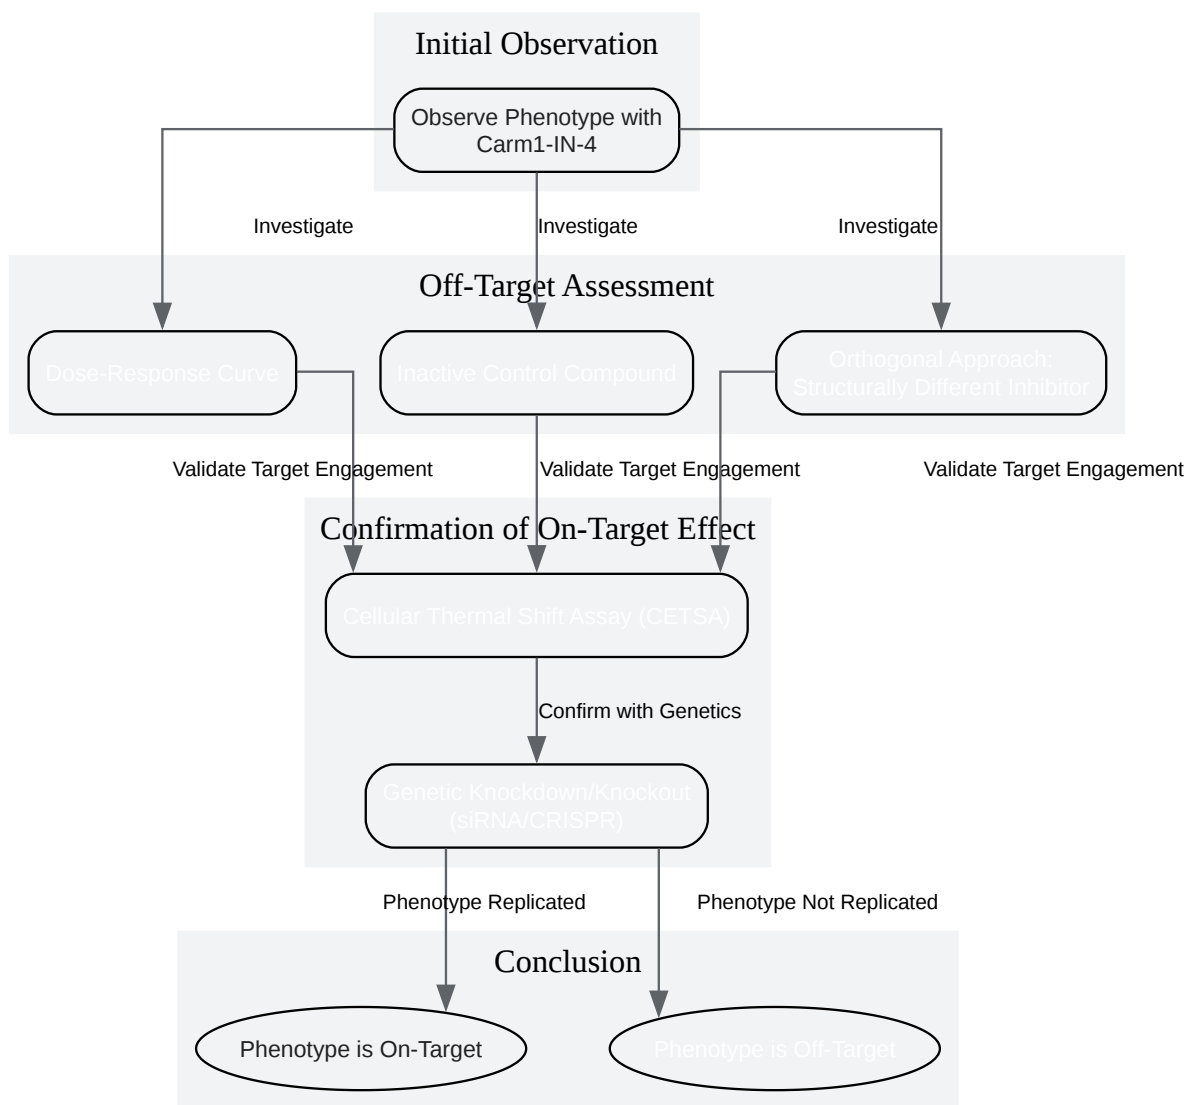 Initial Observation
Observe Phenotype with
Carm1-IN-4
Investigate
Investigate
Investigate
Off-Target Assessment
Dose-Response Curve
Inactive Control Compound
Orthogonal Approach:
Structurally Different Inhibitor
Validate Target Engagement
Validate Target Engagement
Validate Target Engagement
Confirmation of On-Target Effect
Cellular Thermal Shift Assay (CETSA)
Confirm with Genetics
Genetic Knockdown/Knockout
(siRNA/CRISPR)
Phenotype Replicated
Phenotype Not Replicated
Conclusion
Phenotype is On-Target
Phenotype is Off-Target